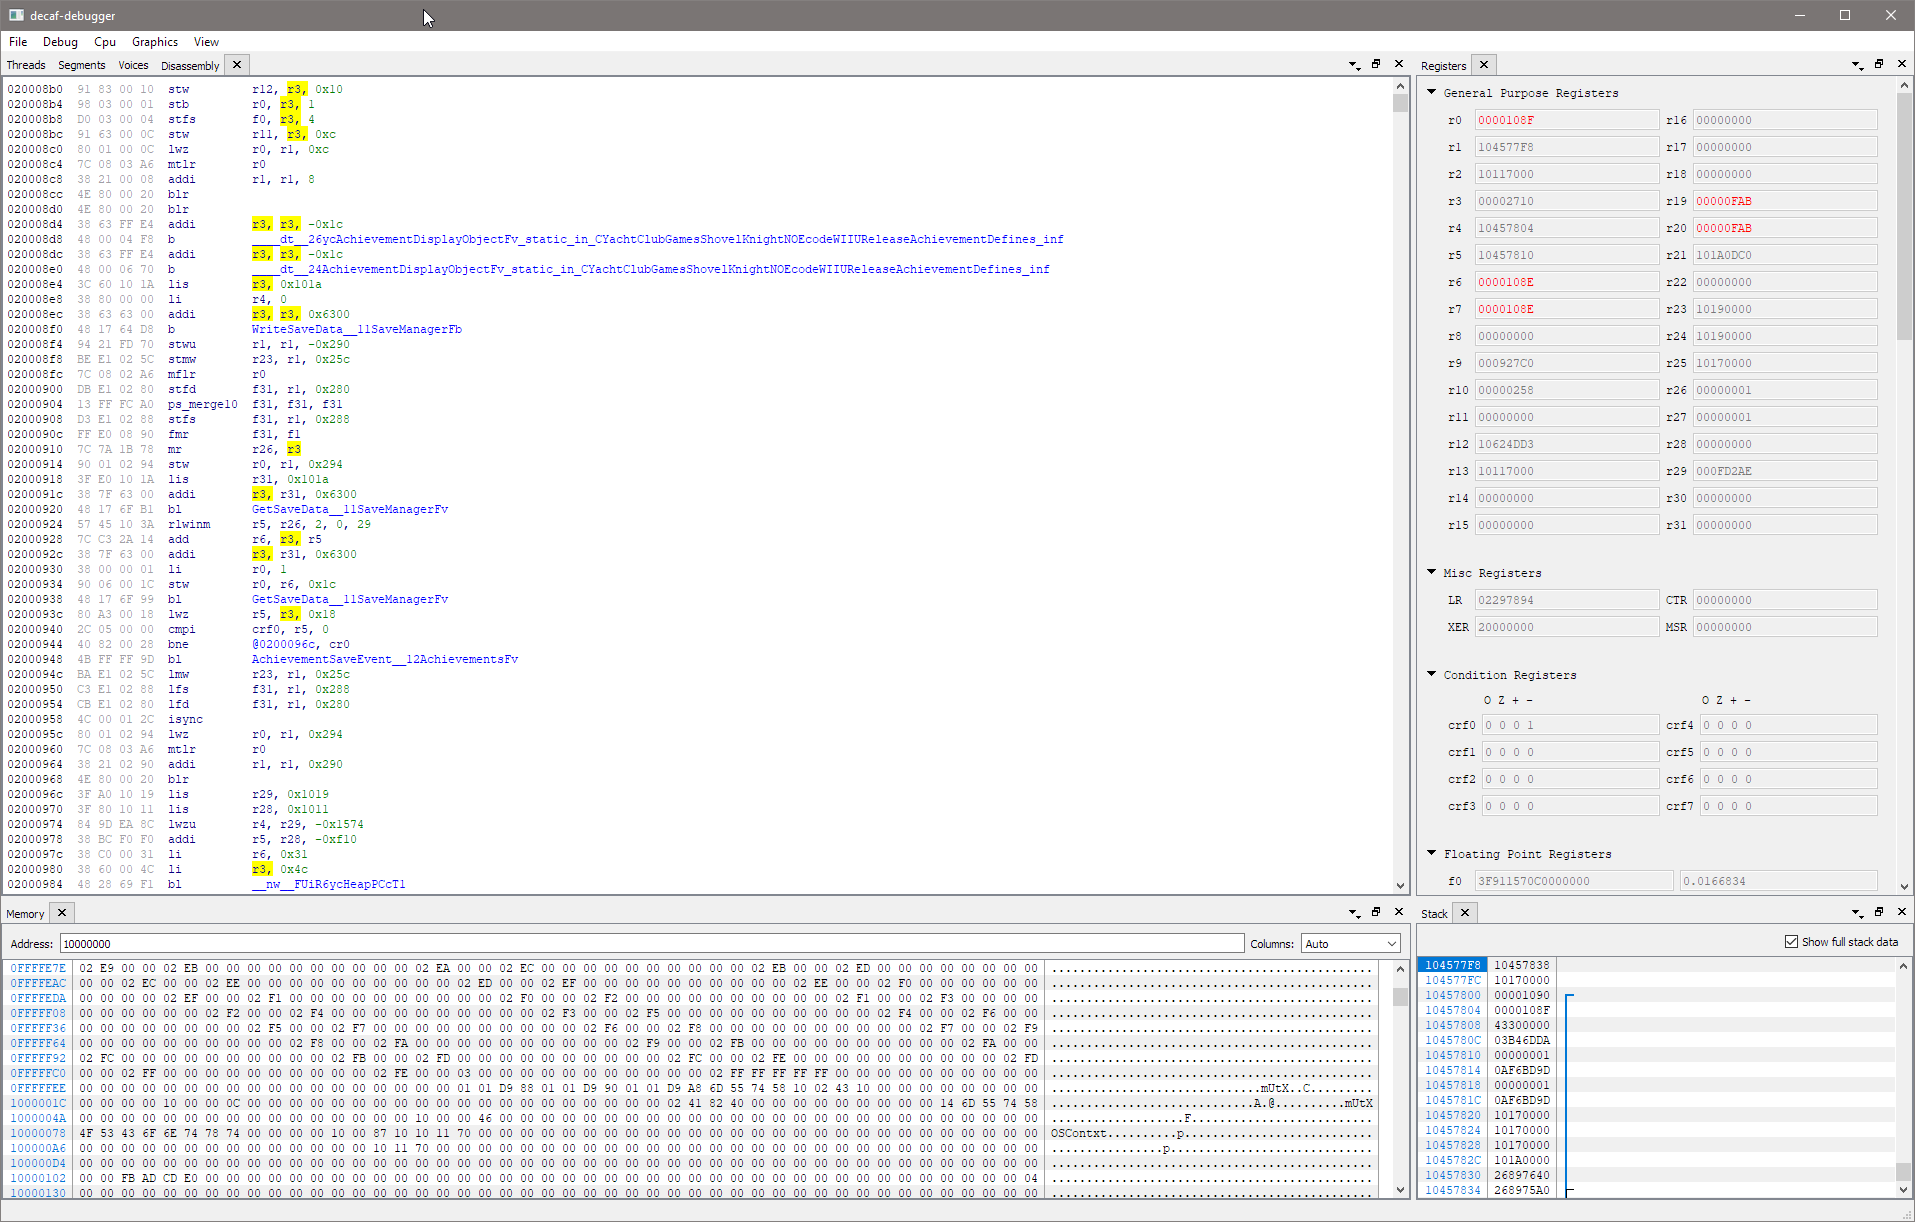 decaf-debugger
File Debug Cpu Graphics View
Threads Segments Voices Disassembly
020008b0 91 83 00 10 stw r12, r3, 0x10
020008b4 98 03 00 01 stb r0, r3, 1
020008b8 D0 03 00 04 stfs f0, r3, 4
020008bc 91 63 00 0C stw r11, r3, 0xc
020008c0 80 01 00 0C lwz r0, r1, 0xc
020008c4 7C 08 03 A6 mtlr r0
020008c8 38 21 00 08 addi r1, r1, 8
020008cc 4E 80 00 20 blr
020008d0 4E 80 00 20 blr
020008d4 38 63 FF E4 addi r3, r3, -0x1c
020008d8 48 00 04 F8 b ____dt__26ycAchievementDisplayObjectFv_static_in_CYachtClubGamesShovelKnightNOEcodeWIIUReleaseAchievementDefines_inf
020008dc 38 63 FF E4 addi r3, r3, -0x1c
020008e0 48 00 06 70 b ____dt__24AchievementDisplayObjectFv_static_in_CYachtClubGamesShovelKnightNOEcodeWIIUReleaseAchievementDefines_inf
020008e4 3C 60 10 1A lis r3, 0x101a
020008e8 38 80 00 00 li r4, 0
020008ec 38 63 63 00 addi r3, r3, 0x6300
020008f0 48 17 64 D8 b WriteSaveData__11SaveManagerFb
020008f4 94 21 FD 70 stwu r1, r1, -0x290
020008f8 BE E1 02 5C stmw r23, r1, 0x25c
020008fc 7C 08 02 A6 mflr r0
02000900 DB E1 02 80 stfd f31, r1, 0x280
02000904 13 FF FC A0 ps_merge10 f31, f31, f31
02000908 D3 E1 02 88 stfs f31, r1, 0x288
0200090c FF E0 08 90 fmr f31, f1
02000910 7C 7A 1B 78 mr r26, r3
02000914 90 01 02 94 stw r0, r1, 0x294
02000918 3F E0 10 1A lis r31, 0x101a
0200091c 38 7F 63 00 addi r3, r31, 0x6300
02000920 48 17 6F B1 bl GetSaveData__11SaveManagerFv
02000924 57 45 10 3A rlwinm r5, r26, 2, 0, 29
02000928 7C C3 2A 14 add r6, r3, r5
0200092c 38 7F 63 00 addi r3, r31, 0x6300
02000930 38 00 00 01 li r0, 1
02000934 90 06 00 1C stw r0, r6, 0x1c
02000938 48 17 6F 99 bl GetSaveData__11SaveManagerFv
0200093c 80 A3 00 18 lwz r5, r3, 0x18
02000940 2C 05 00 00 cmpi crf0, r5, 0
02000944 40 82 00 28 bne @0200096c, cr0
02000948 4B FF FF 9D bl AchievementSaveEvent__12AchievementsFv
0200094c BA E1 02 5C lmw r23, r1, 0x25c
02000950 C3 E1 02 88 lfs f31, r1, 0x288
02000954 CB E1 02 80 lfd f31, r1, 0x280
02000958 4C 00 01 2C isync
0200095c 80 01 02 94 lwz r0, r1, 0x294
02000960 7C 08 03 A6 mtlr r0
02000964 38 21 02 90 addi r1, r1, 0x290
02000968 4E 80 00 20 blr
0200096c 3F A0 10 19 lis r29, 0x1019
02000970 3F 80 10 11 lis r28, 0x1011
02000974 84 9D EA 8C lwzu r4, r29, -0x1574
02000978 38 BC F0 F0 addi r5, r28, -0xf10
0200097c 38 C0 00 31 li r6, 0x31
02000980 38 60 00 4C li r3, 0x4c
02000984 48 28 69 F1 bl __nw__FUiR6ycHeapPCcT1
Registers
General Purpose Registers
r0 0000108F r16 00000000
r1 104577F8 r17 00000000
r2 10117000 r18 00000000
r3 00002710 r19 00000FAB
r4 10457804 r20 00000FAB
r5 10457810 r21 101A0DC0
r6 0000108E r22 00000000
r7 0000108E r23 10190000
r8 00000000 r24 10190000
r9 000927C0 r25 10170000
r10 00000258 r26 00000001
r11 00000000 r27 00000001
r12 10624DD3 r28 00000000
r13 10117000 r29 000FD2AE
r14 00000000 r30 00000000
r15 00000000 r31 00000000
Misc Registers
LR 02297894 CTR 00000000
XER 20000000 MSR 00000000
Condition Registers
O Z + - O Z + -
crf0 0 0 0 1 crf4 0 0 0 0
crf1 0 0 0 0 crf5 0 0 0 0
crf2 0 0 0 0 crf6 0 0 0 0
crf3 0 0 0 0 crf7 0 0 0 0
Floating Point Registers
f0 3F911570C0000000 0.0166834
Memory
Address: 10000000 Columns: Auto
0FFFFE7E 02 E9 00 00 02 EB 00 00 00 00 00 00 00 00 00 00 02 EA 00 00 02 EC 00 00 00 00 00 00 00 00 00 00 02 EB 00 00 02 ED 00 00 00 00 00 00 00 00 ..............................................
0FFFFEAC 00 00 02 EC 00 00 02 EE 00 00 00 00 00 00 00 00 00 00 02 ED 00 00 02 EF 00 00 00 00 00 00 00 00 00 00 02 EE 00 00 02 F0 00 00 00 00 00 00 ..............................................
0FFFFEDA 00 00 00 00 02 EF 00 00 02 F1 00 00 00 00 00 00 00 00 00 00 02 F0 00 00 02 F2 00 00 00 00 00 00 00 00 00 00 02 F1 00 00 02 F3 00 00 00 00 ..............................................
0FFFFF08 00 00 00 00 00 00 02 F2 00 00 02 F4 00 00 00 00 00 00 00 00 00 00 02 F3 00 00 02 F5 00 00 00 00 00 00 00 00 00 00 02 F4 00 00 02 F6 00 00 ..............................................
0FFFFF36 00 00 00 00 00 00 00 00 02 F5 00 00 02 F7 00 00 00 00 00 00 00 00 00 00 02 F6 00 00 02 F8 00 00 00 00 00 00 00 00 00 00 02 F7 00 00 02 F9 ..............................................
0FFFFF64 00 00 00 00 00 00 00 00 00 00 02 F8 00 00 02 FA 00 00 00 00 00 00 00 00 00 00 02 F9 00 00 02 FB 00 00 00 00 00 00 00 00 00 00 02 FA 00 00 ..............................................
0FFFFF92 02 FC 00 00 00 00 00 00 00 00 00 00 02 FB 00 00 02 FD 00 00 00 00 00 00 00 00 00 00 02 FC 00 00 02 FE 00 00 00 00 00 00 00 00 00 00 02 FD ..............................................
0FFFFFC0 00 00 02 FF 00 00 00 00 00 00 00 00 00 00 02 FE 00 00 03 00 00 00 00 00 00 00 00 00 00 00 02 FF FF FF FF FF 00 00 00 00 00 00 00 00 00 00 ..............................................
0FFFFFEE 00 00 00 00 00 00 00 00 00 00 00 00 00 00 00 00 00 00 01 01 D9 88 01 01 D9 90 01 01 D9 A8 6D 55 74 58 10 02 43 10 00 00 00 00 00 00 00 00 ..............................mUtX..C.........
1000001C 00 00 00 00 10 00 00 0C 00 00 00 00 00 00 00 00 00 00 00 00 00 00 00 00 00 00 00 00 02 41 82 40 00 00 00 00 00 00 00 00 00 14 6D 55 74 58 .............................A.@..........mUtX
1000004A 00 00 00 00 00 00 00 00 00 00 00 00 00 00 00 00 10 00 00 46 00 00 00 00 00 00 00 00 00 00 00 00 00 00 00 00 00 00 00 00 00 00 00 00 00 00 ...................F..........................
10000078 4F 53 43 6F 6E 74 78 74 00 00 00 00 10 00 87 10 10 11 70 00 00 00 00 00 00 00 00 00 00 00 00 00 00 00 00 00 00 00 00 00 00 00 00 00 00 00 OSContxt..........p...........................
100000A6 00 00 00 00 00 00 00 00 00 00 00 00 00 00 10 11 70 00 00 00 00 00 00 00 00 00 00 00 00 00 00 00 00 00 00 00 00 00 00 00 00 00 00 00 00 00 ................p.............................
100000D4 00 00 00 00 00 00 00 00 00 00 00 00 00 00 00 00 00 00 00 00 00 00 00 00 00 00 00 00 00 00 00 00 00 00 00 00 00 00 00 00 00 00 00 00 00 00 ..............................................
10000102 00 00 FB AD CD E0 00 00 00 00 00 00 00 00 00 00 00 00 00 00 00 00 00 00 00 00 00 00 00 00 00 00 00 00 00 00 00 00 00 00 00 00 00 00 00 04 ..............................................
10000130 00 00 00 00 00 00 00 00 00 00 00 00 00 00 00 00 00 00 00 00 00 00 00 00 00 00 00 00 00 00 00 00 00 00 00 00 00 00 00 00 00 00 00 00 00 00 ..............................................
Stack
Show full stack data
104577F8 10457838
104577FC 10170000
10457800 00001090
10457804 0000108F
10457808 43300000
1045780C 03B46DDA
10457810 00000001
10457814 0AF6BD9D
10457818 00000001
1045781C 0AF6BD9D
10457820 10170000
10457824 10170000
10457828 10170000
1045782C 101A0000
10457830 26897640
10457834 268975A0